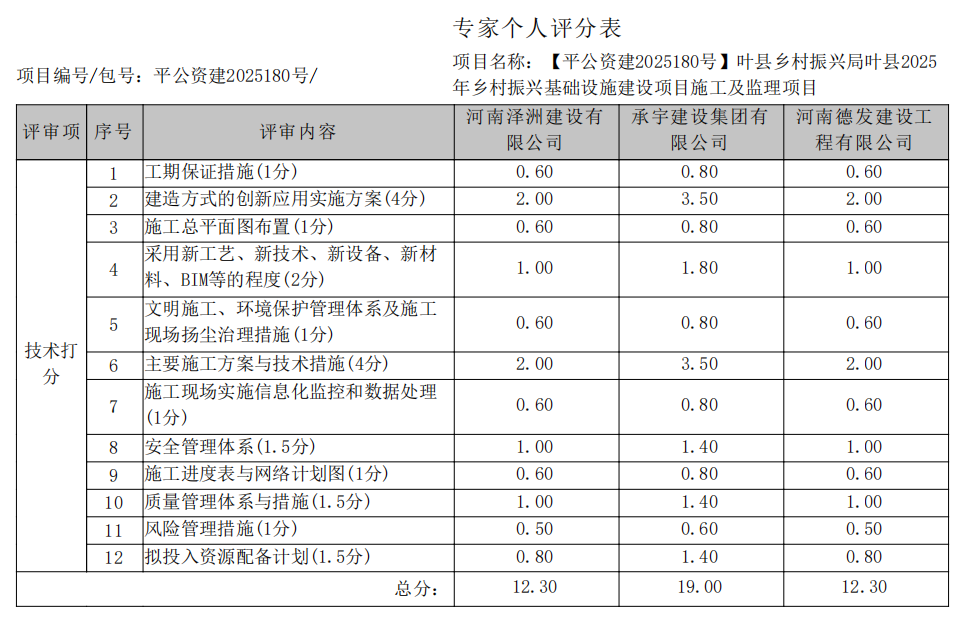 专家个人评分表
项目编号/包号：平公资建2025180号/
项目名称：【平公资建2025180号】叶县乡村振兴局叶县2025
年乡村振兴基础设施建设项目施工及监理项目
评审项 序号 评审内容 河南泽洲建设有限公司 承宇建设集团有限公司 河南德发建设工程有限公司
技术打分
1 工期保证措施(1分) 0.60 0.80 0.60
2 建造方式的创新应用实施方案(4分) 2.00 3.50 2.00
3 施工总平面图布置(1分) 0.60 0.80 0.60
4 采用新工艺、新技术、新设备、新材
料、BIM等的程度(2分) 1.00 1.80 1.00
5 文明施工、环境保护管理体系及施工
现场扬尘治理措施(1分) 0.60 0.80 0.60
6 主要施工方案与技术措施(4分) 2.00 3.50 2.00
7 施工现场实施信息化监控和数据处理
(1分) 0.60 0.80 0.60
8 安全管理体系(1.5分) 1.00 1.40 1.00
9 施工进度表与网络计划图(1分) 0.60 0.80 0.60
10 质量管理体系与措施(1.5分) 1.00 1.40 1.00
11 风险管理措施(1分) 0.50 0.60 0.50
12 拟投入资源配备计划(1.5分) 0.80 1.40 0.80
总分： 12.30 19.00 12.30